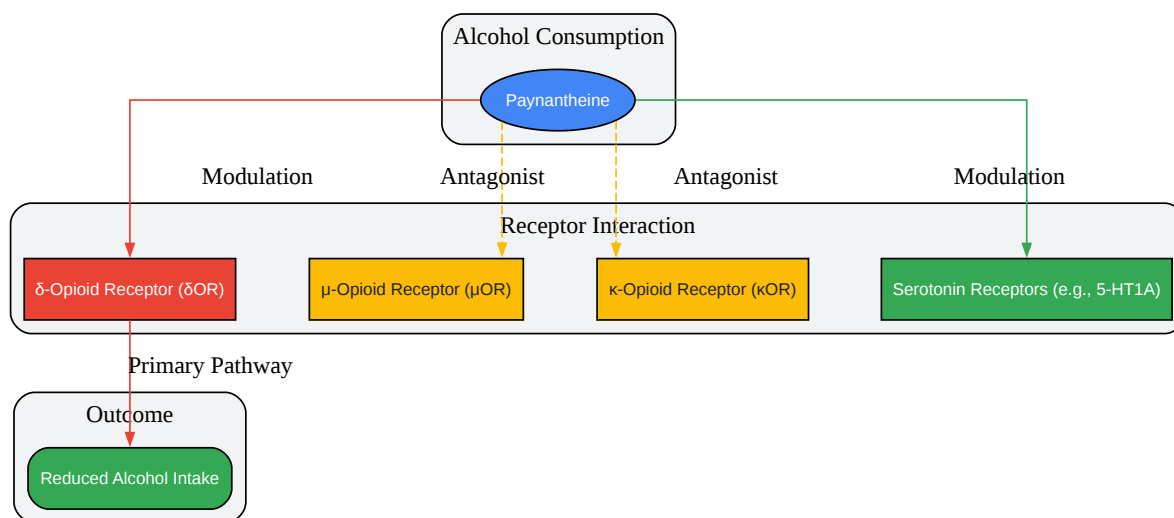 Alcohol Consumption
Paynantheine
Modulation
Antagonist
Antagonist
Modulation
Receptor Interaction
δ-Opioid Receptor (δOR)
μ-Opioid Receptor (μOR)
κ-Opioid Receptor (κOR)
Serotonin Receptors (e.g., 5-HT1A)
Primary Pathway
Outcome
Reduced Alcohol Intake